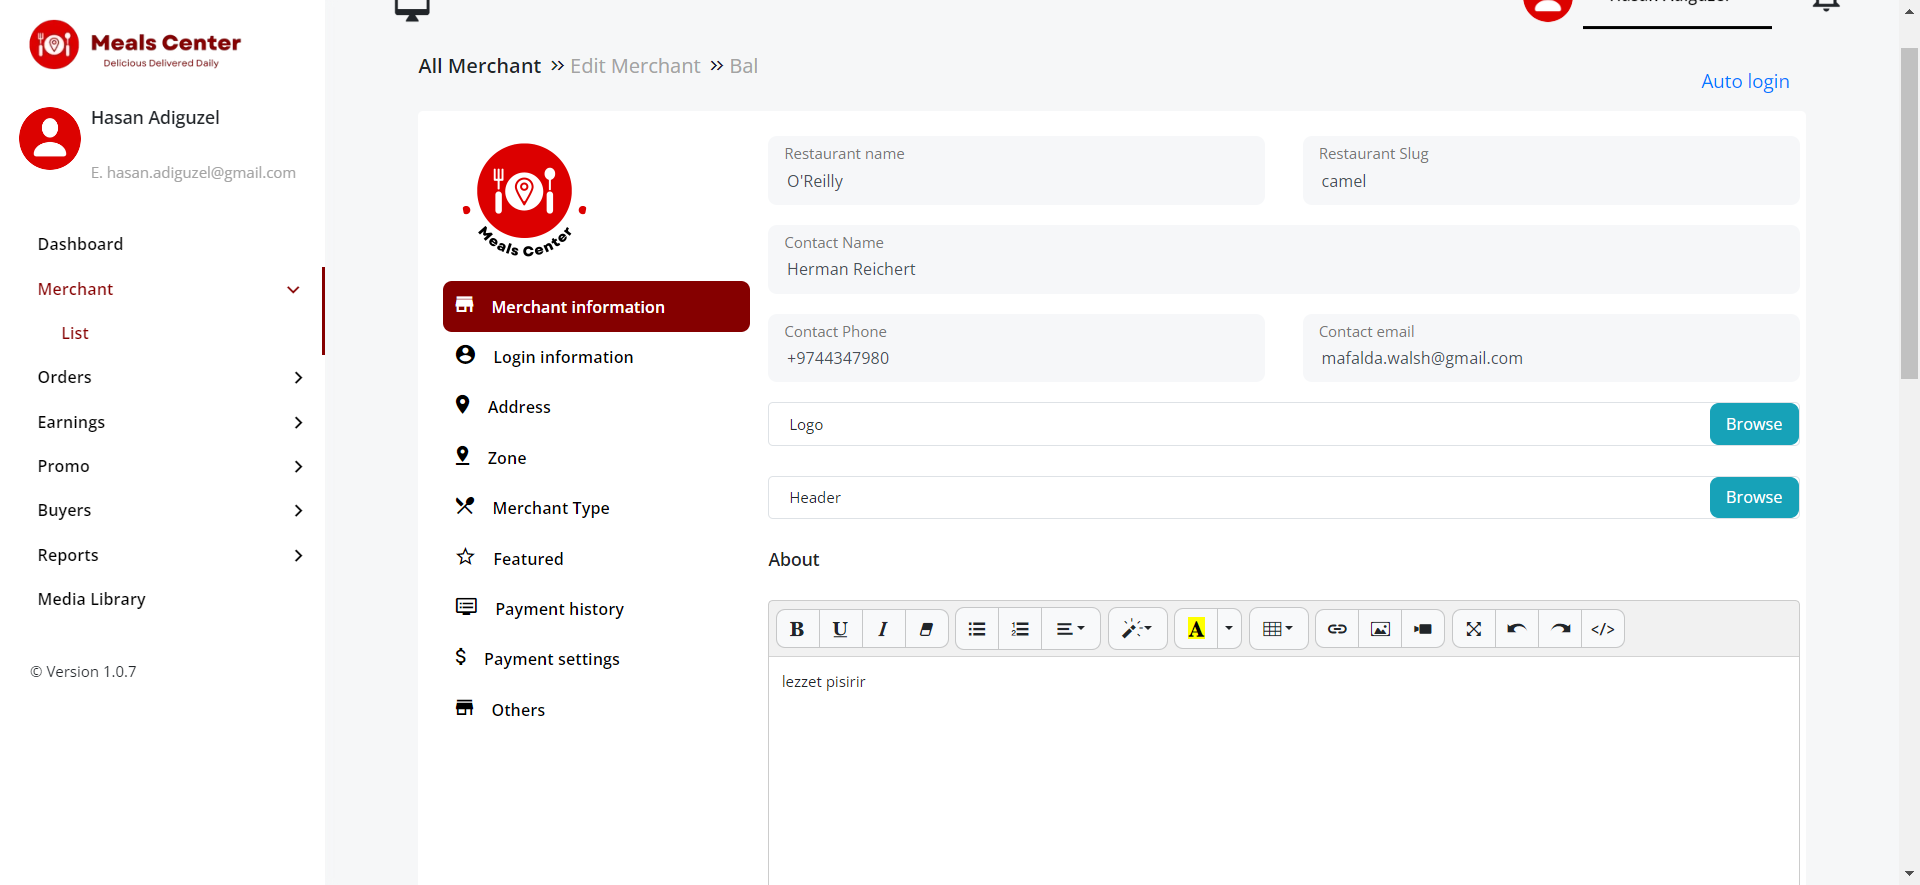 Meals Center
Delicious Delivered Daily
Hasan Adiguzel
E. hasan.adiguzel@gmail.com
Dashboard
Merchant
List
Orders
Earnings
Promo
Buyers
Reports
Media Library
© Version 1.0.7
All Merchant » Edit Merchant » Bal
Auto login
Meals Center
Merchant information
Login information
Address
Zone
Merchant Type
Featured
Payment history
Payment settings
Others
Restaurant name
O'Reilly
Restaurant Slug
camel
Contact Name
Herman Reichert
Contact Phone
+9744347980
Contact email
mafalda.walsh@gmail.com
Logo
Browse
Header
Browse
About
B U I A </>
lezzet pisirir